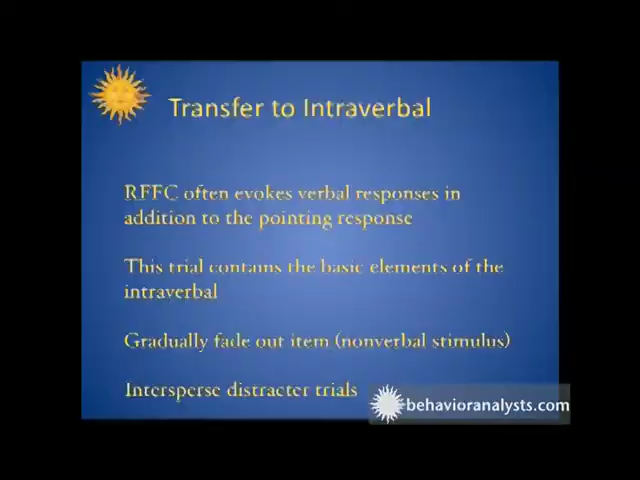 Transfer to Intraverbal
RFFC often evokes verbal responses in
addition to the pointing response
This trial contains the basic elements of the
intraverbal
Gradually fade out item (nonverbal stimulus)
Intersperse distracter trials
behavioranalysts.com